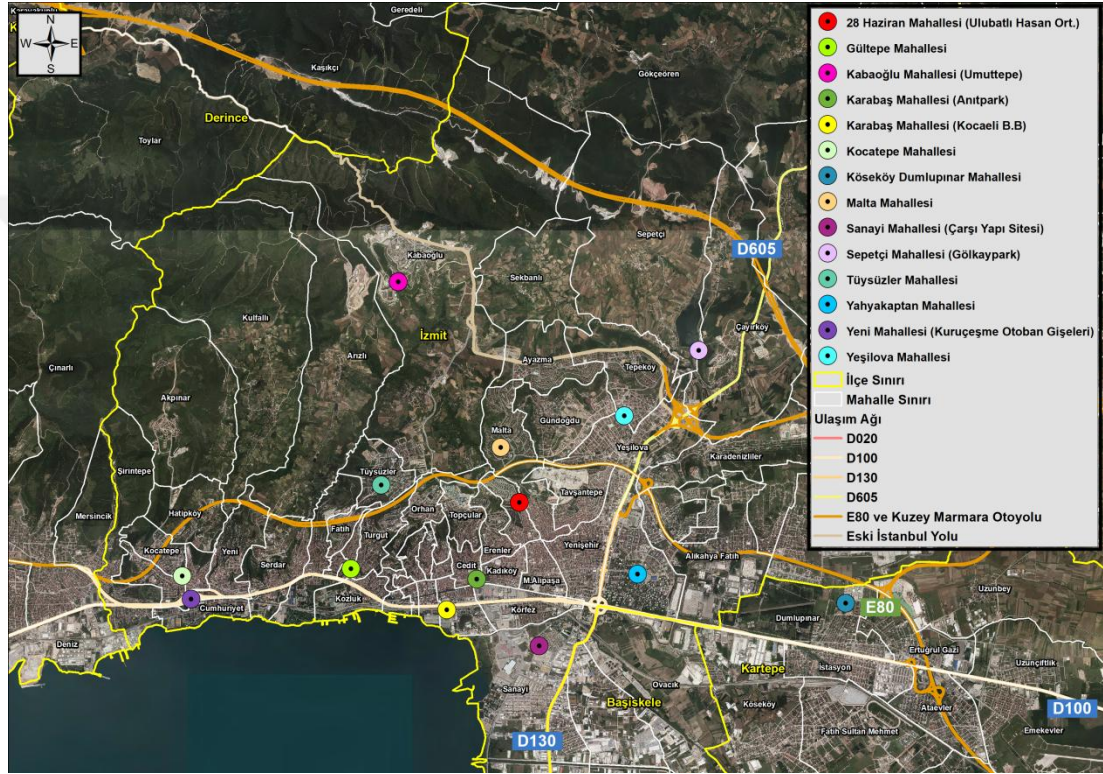 Karayakuplu
Geredeli
N
W E
S
Kaşıkçı
Gökçeören
Derince
Toylar
Sepetçi
D605
Kabaoğlu
Sekbanlı
Kulfallı
İzmit
Arızlı
Çayırköy
Çınarlı
Ayazma
Tepeköy
Akpınar
Gündoğdu
Malta
Yeşilova
Karadenizliler
Şirintepe
Tüysüzler
Tavşantepe
Mersincik
Hatipköy
Orhan
Topçular
Fatih
Turgut
Yenişehir
Kocatepe
Yeni
Erenler
Alikahya Fatih
Serdar
Cedit
Kadıköy
M.Alipaşa
Uzunbey
Cumhuriyet
Kozluk
Körfez
E80
Dumlupınar
Deniz
Ertuğrul Gazi
Kartepe
İstasyon
Uzunçiftlik
Sanayi
Ovacık
Başiskele
Köseköy
Ataevler
D100
Fatih Sultan Mehmet
Emekevler
D130
28 Haziran Mahallesi (Ulubatlı Hasan Ort.)
Gültepe Mahallesi
Kabaoğlu Mahallesi (Umuttepe)
Karabaş Mahallesi (Anıtpark)
Karabaş Mahallesi (Kocaeli B.B)
Kocatepe Mahallesi
Köseköy Dumlupınar Mahallesi
Malta Mahallesi
Sanayi Mahallesi (Çarşı Yapı Sitesi)
Sepetçi Mahallesi (Gölkaypark)
Tüysüzler Mahallesi
Yahyakaptan Mahallesi
Yeni Mahallesi (Kuruçeşme Otoban Gişeleri)
Yeşilova Mahallesi
İlçe Sınırı
Mahalle Sınırı
Ulaşım Ağı
D020
D100
D130
D605
E80 ve Kuzey Marmara Otoyolu
Eski İstanbul Yolu